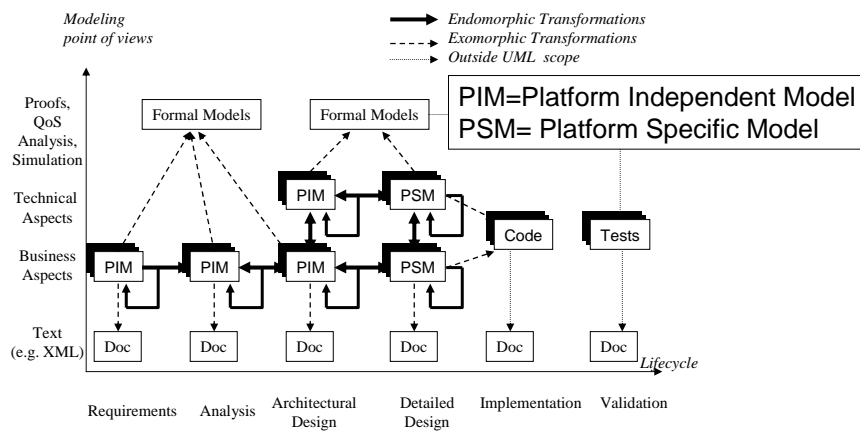 Modeling
point of views
Endomorphic Transformations
Exomorphic Transformations
Outside UML scope
PIM=Platform Independent Model
PSM= Platform Specific Model
Proofs,
QoS
Analysis,
Simulation
Formal Models
Formal Models
Technical
Aspects
PIM
PSM
Code
Tests
Business
Aspects
PIM
PIM
PIM
PSM
Text
(e.g. XML)
Doc
Doc
Doc
Doc
Doc
Doc
Lifecycle
Requirements
Analysis
Architectural
Design
Detailed
Design
Implementation
Validation